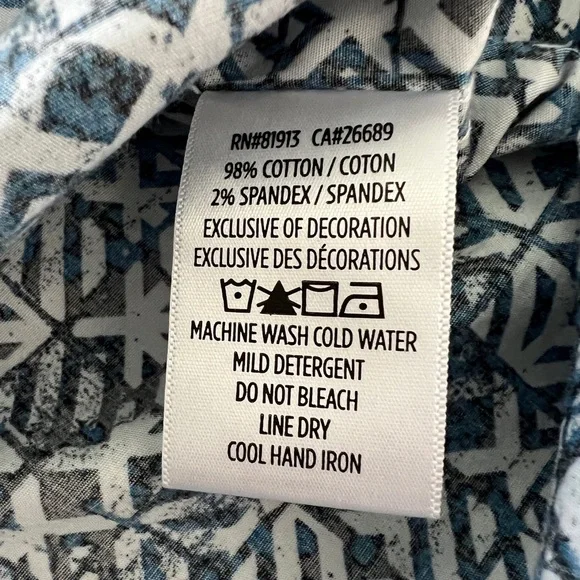 RN#81913 CA#26689
98% COTTON / COTON
2% SPANDEX / SPANDEX
EXCLUSIVE OF DECORATION
EXCLUSIVE DES DÉCORATIONS
MACHINE WASH COLD WATER
MILD DETERGENT
DO NOT BLEACH
LINE DRY
COOL HAND IRON